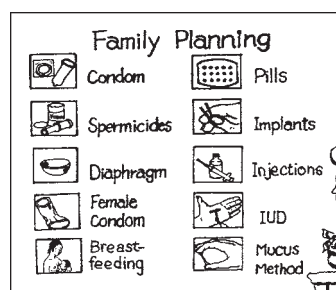 Family Planning
Condom
Spermicides
Diaphragm
Female
Condom
Breast-
feeding
Pills
Implants
Injections
IUD
Mucus
Method